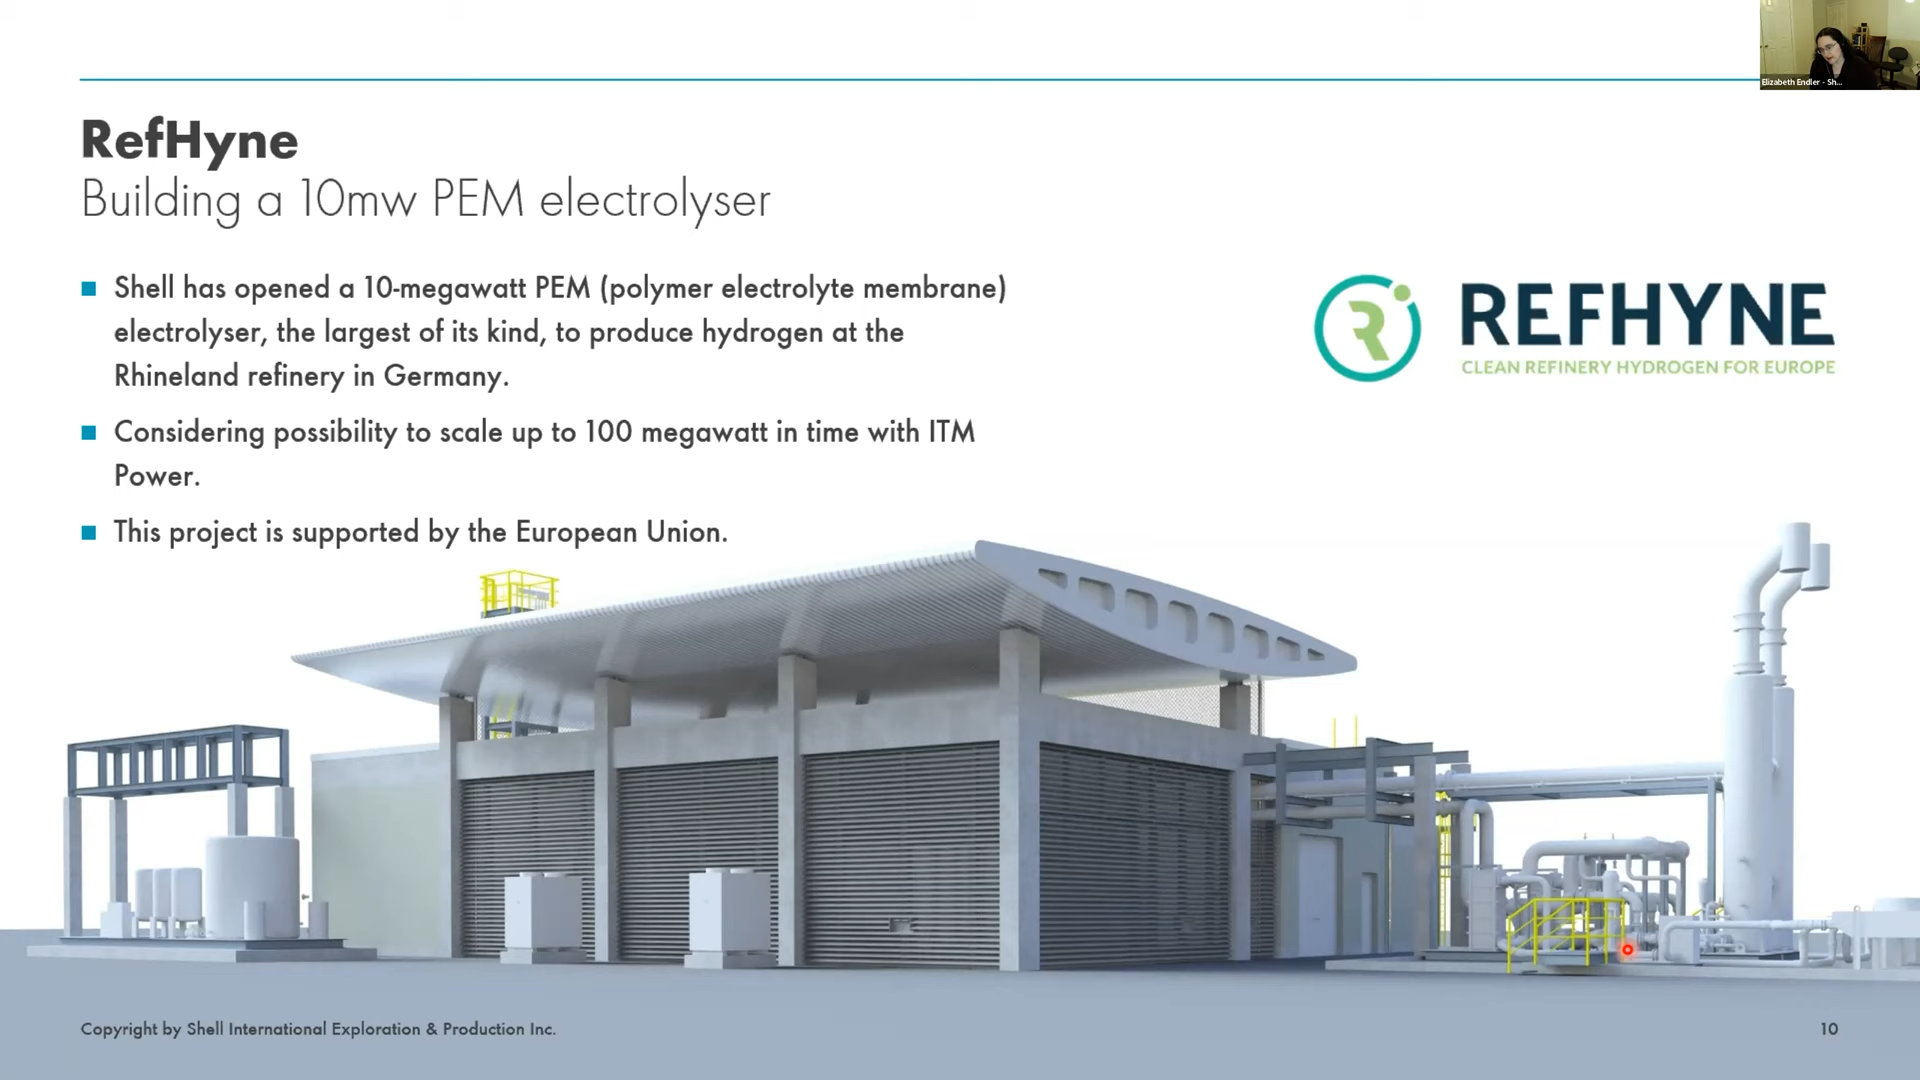 Elizabeth Endler - Sh...
RefHyne
Building a 10mw PEM electrolyser
Shell has opened a 10-megawatt PEM (polymer electrolyte membrane)
electrolyser, the largest of its kind, to produce hydrogen at the
Rhineland refinery in Germany.
Considering possibility to scale up to 100 megawatt in time with ITM
Power.
This project is supported by the European Union.
R
REFHYNE
CLEAN REFINERY HYDROGEN FOR EUROPE
Copyright by Shell International Exploration & Production Inc.
10